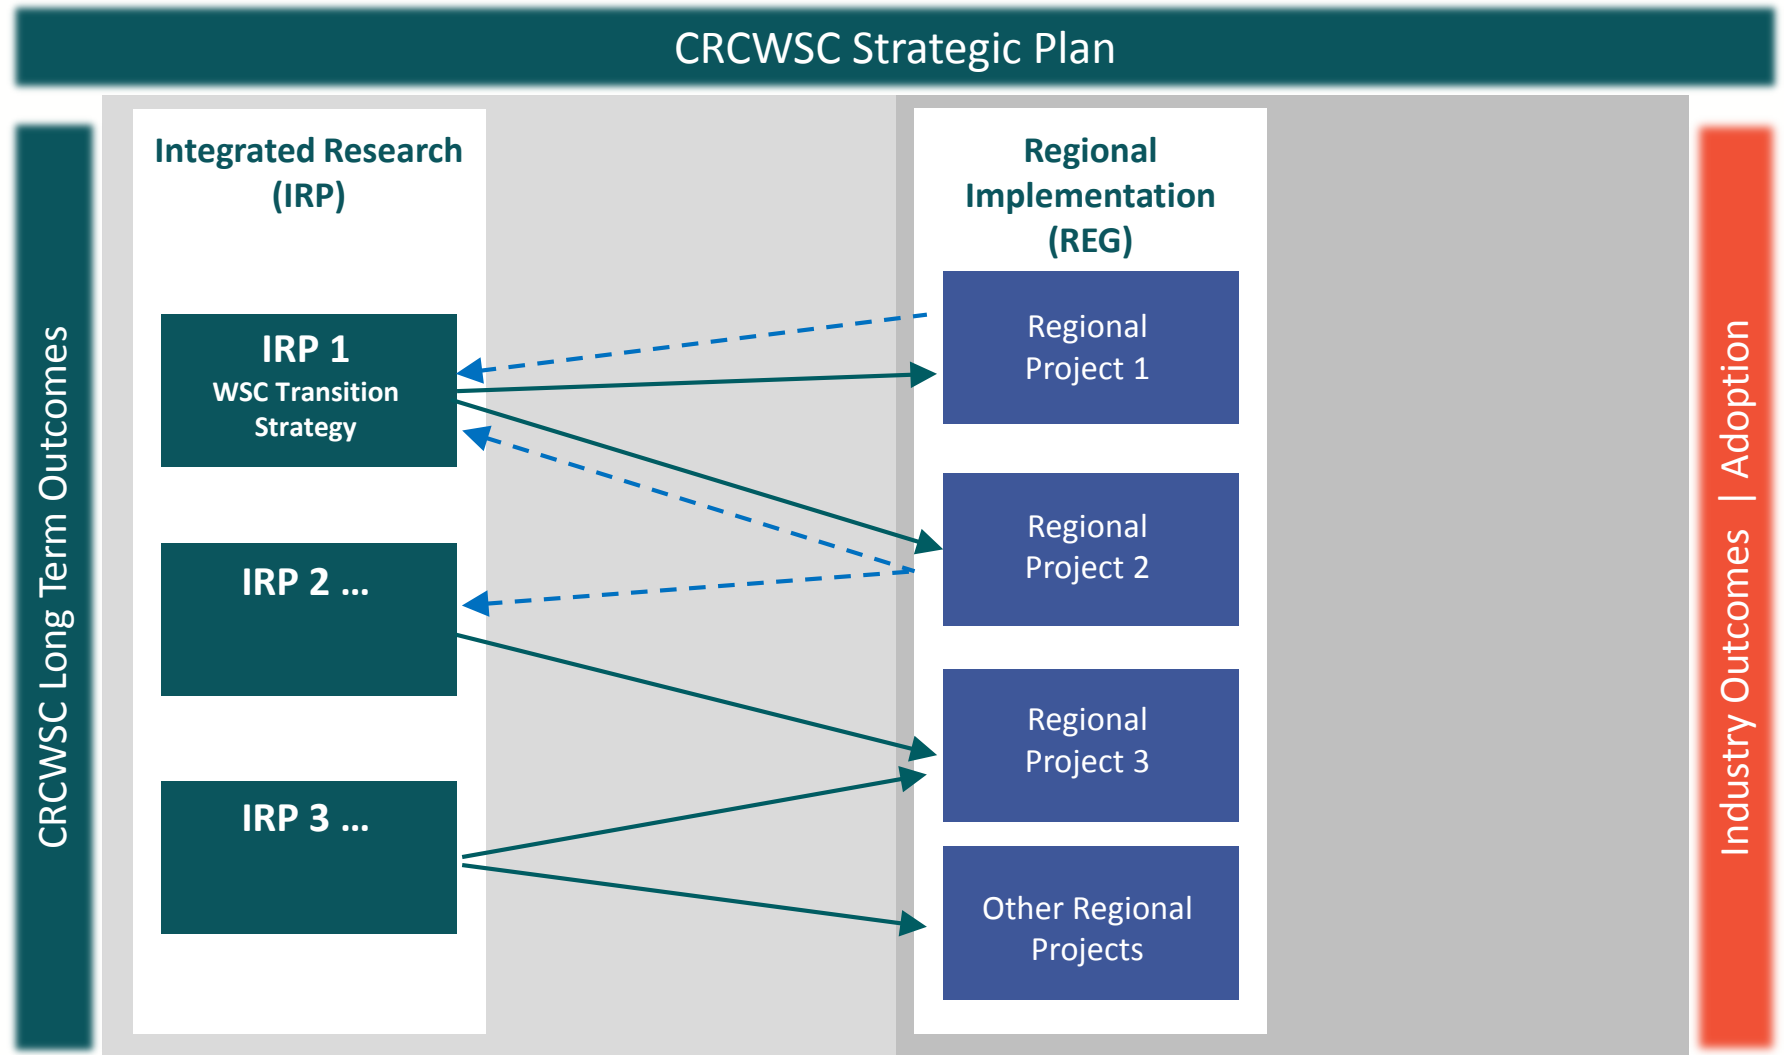 CRCWSC Strategic Plan
CRCWSC Long Term Outcomes
Integrated Research
(IRP)
IRP 1
WSC Transition
Strategy
IRP 2 ...
IRP 3 ...
Regional
Implementation
(REG)
Regional
Project 1
Regional
Project 2
Regional
Project 3
Other Regional
Projects
Industry Outcomes | Adoption